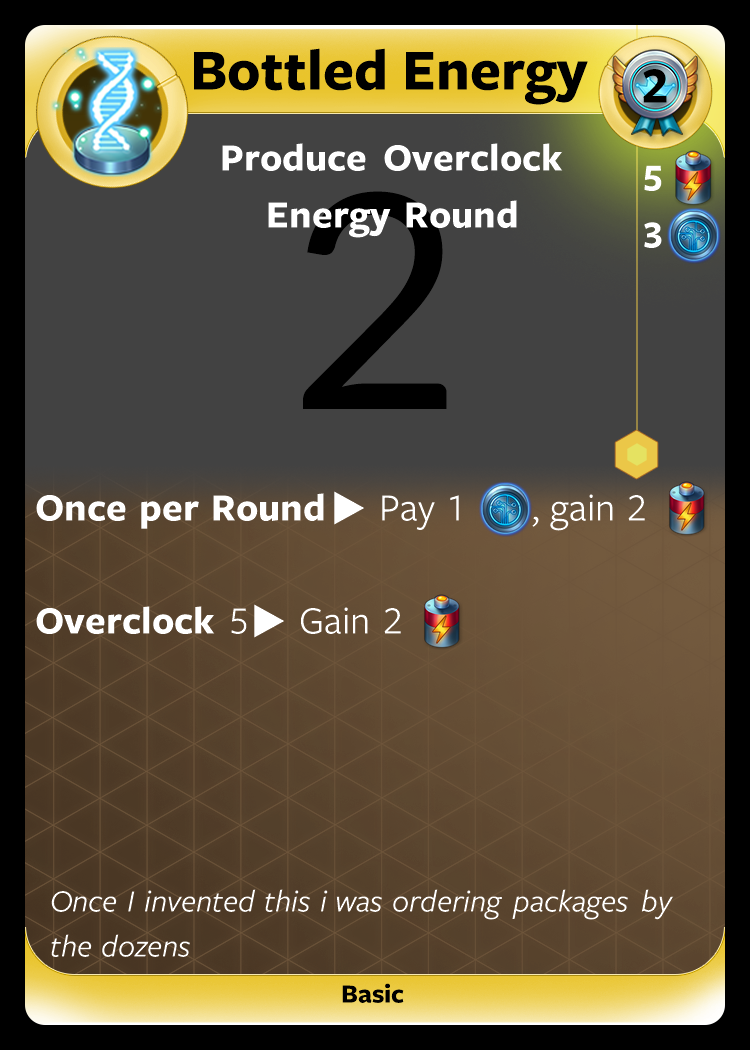 Bottled Energy
2
Produce Overclock
Energy Round
5
3
2
Once per Round▶ Pay 1 , gain 2
Overclock 5▶ Gain 2
Once I invented this i was ordering packages by
the dozens
Basic